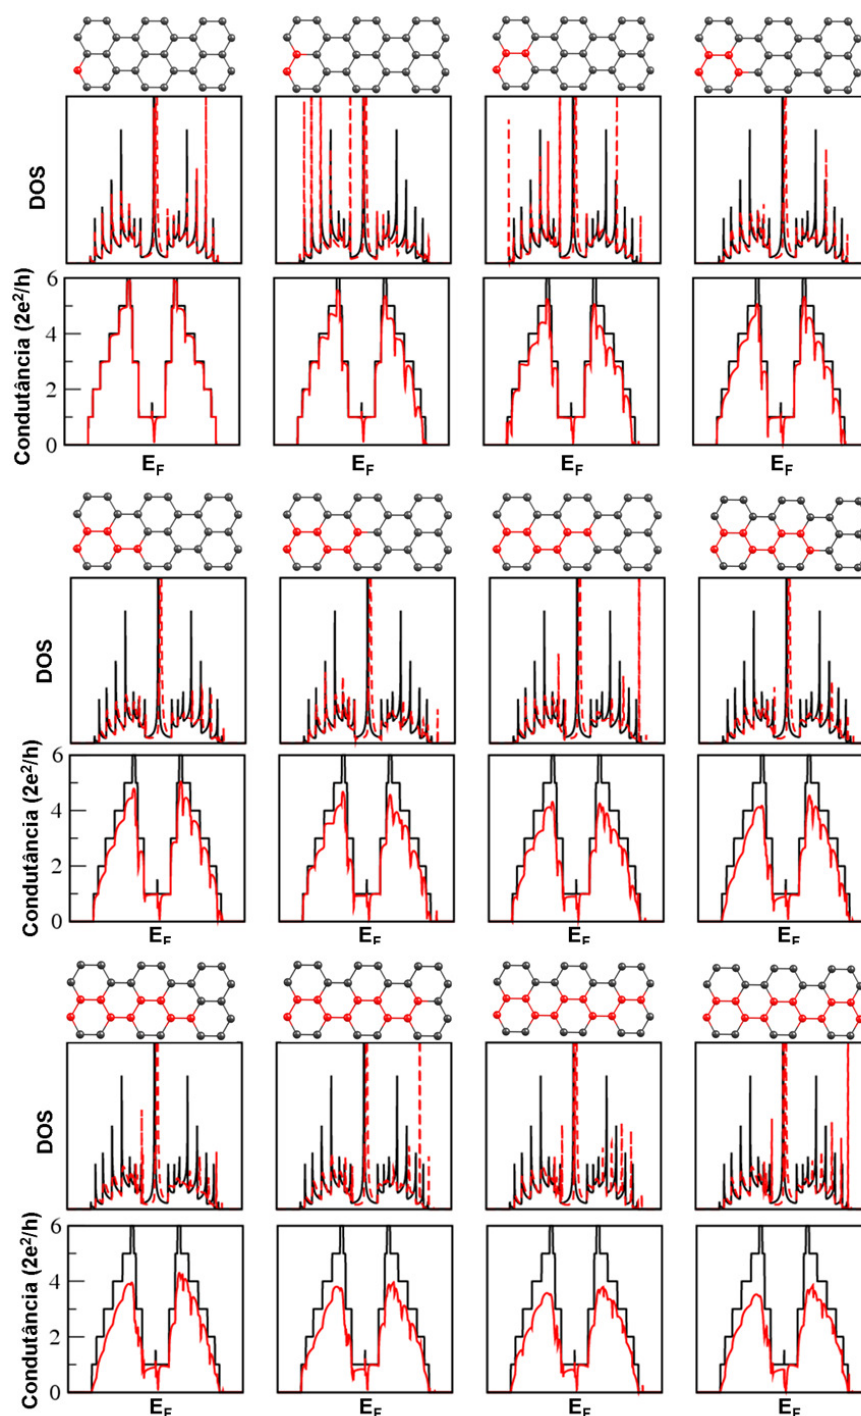 DOS
Condutância (2e²/h)
6
4
2
0
E_F
E_F
E_F
E_F
DOS
Condutância (2e²/h)
6
4
2
0
E_F
E_F
E_F
E_F
DOS
Condutância (2e²/h)
6
4
2
0
E_F
E_F
E_F
E_F